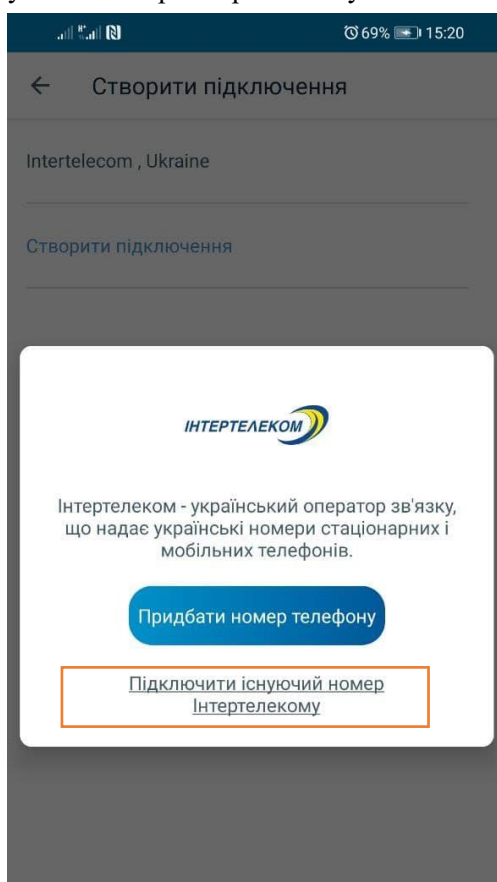 15:20
69%
Створити підключення
Intertelecom , Ukraine
Створити підключення
ІНТЕРТЕЛЕКОМ
Інтертелеком - український оператор зв'язку,
що надає українські номери стаціонарних і
мобільних телефонів.
Придбати номер телефону
Підключити існуючий номер
Інтертелекому